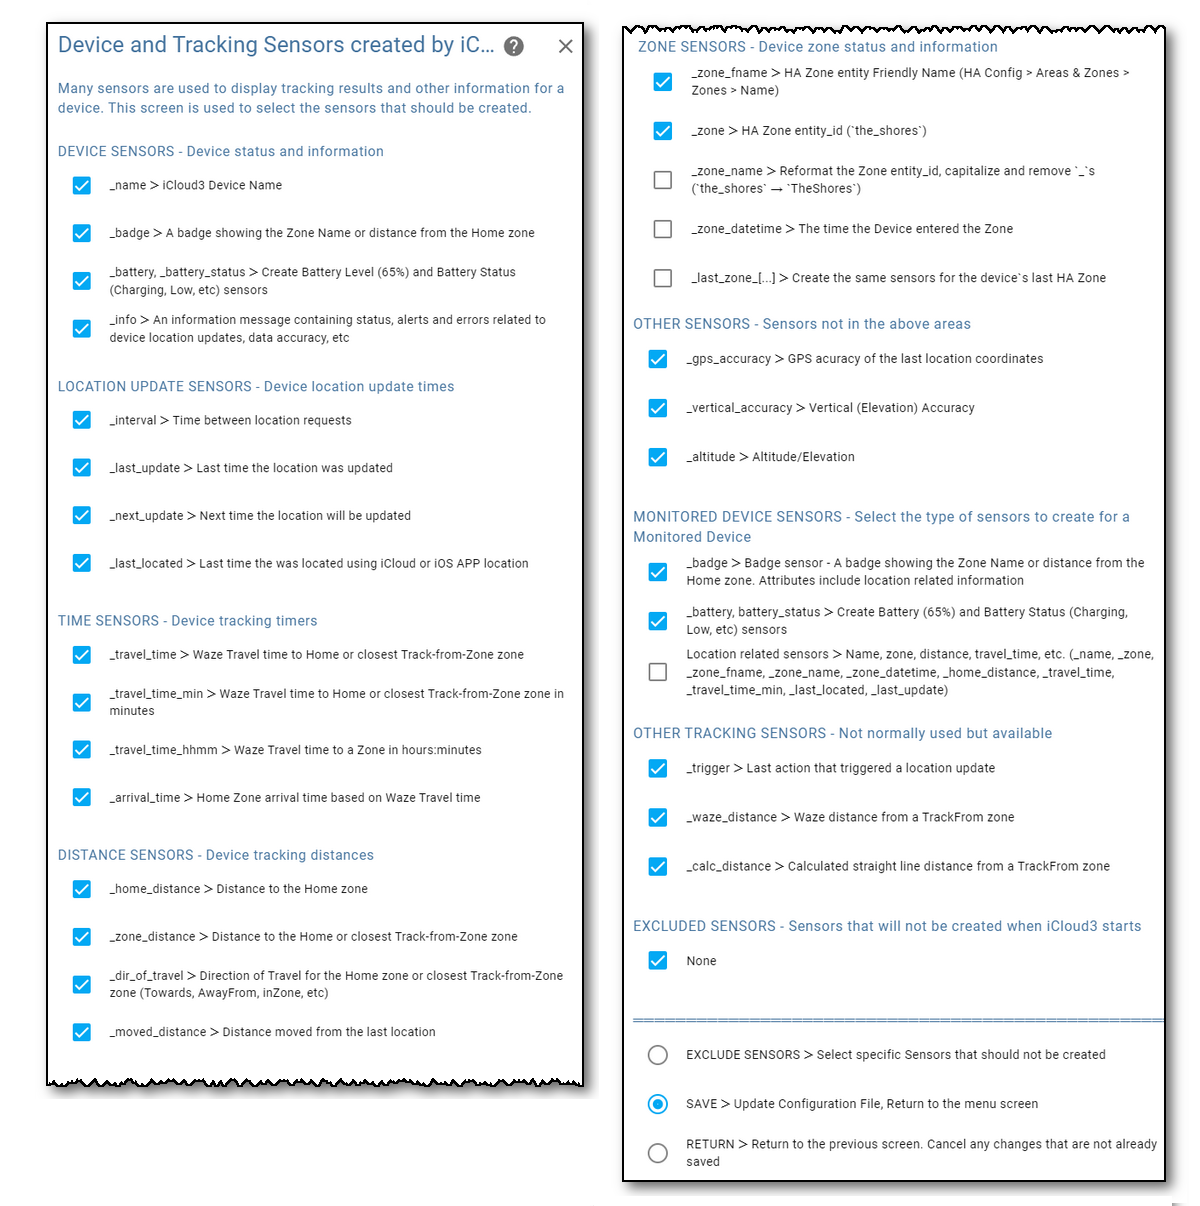 Device and Tracking Sensors created by iC...
Many sensors are used to display tracking results and other information for a
device. This screen is used to select the sensors that should be created.
DEVICE SENSORS - Device status and information
_name > iCloud3 Device Name
_badge > A badge showing the Zone Name or distance from the Home zone
_battery, _battery_status > Create Battery Level (65%) and Battery Status
(Charging, Low, etc) sensors
_info > An information message containing status, alerts and errors related to
device location updates, data accuracy, etc
LOCATION UPDATE SENSORS - Device location update times
_interval > Time between location requests
_last_update > Last time the location was updated
_next_update > Next time the location will be updated
_last_located > Last time the was located using iCloud or iOS APP location
TIME SENSORS - Device tracking timers
_travel_time > Waze Travel time to Home or closest Track-from-Zone zone
_travel_time_min > Waze Travel time to Home or closest Track-from-Zone zone in
minutes
_travel_time_hhmm > Waze Travel time to a Zone in hours:minutes
_arrival_time > Home Zone arrival time based on Waze Travel time
DISTANCE SENSORS - Device tracking distances
_home_distance > Distance to the Home zone
_zone_distance > Distance to the Home or closest Track-from-Zone zone
_dir_of_travel > Direction of Travel for the Home zone or closest Track-from-Zone
zone (Towards, AwayFrom, inZone, etc)
_moved_distance > Distance moved from the last location
ZONE SENSORS - Device zone status and information
_zone_fname > HA Zone entity Friendly Name (HA Config > Areas & Zones >
Zones > Name)
_zone > HA Zone entity_id (`the_shores`)
_zone_name > Reformat the Zone entity_id, capitalize and remove `_`s
(`the_shores` → `TheShores`)
_zone_datetime > The time the Device entered the Zone
_last_zone_[...] > Create the same sensors for the device`s last HA Zone
OTHER SENSORS - Sensors not in the above areas
_gps_accuracy > GPS acuracy of the last location coordinates
_vertical_accuracy > Vertical (Elevation) Accuracy
_altitude > Altitude/Elevation
MONITORED DEVICE SENSORS - Select the type of sensors to create for a
Monitored Device
_badge > Badge sensor - A badge showing the Zone Name or distance from the
Home zone. Attributes include location related information
_battery, battery_status > Create Battery (65%) and Battery Status (Charging,
Low, etc) sensors
Location related sensors > Name, zone, distance, travel_time, etc. (_name, _zone,
_zone_fname, _zone_name, _zone_datetime, _home_distance, _travel_time,
_travel_time_min, _last_located, _last_update)
OTHER TRACKING SENSORS - Not normally used but available
_trigger > Last action that triggered a location update
_waze_distance > Waze distance from a TrackFrom zone
_calc_distance > Calculated straight line distance from a TrackFrom zone
EXCLUDED SENSORS - Sensors that will not be created when iCloud3 starts
None
EXCLUDE SENSORS > Select specific Sensors that should not be created
SAVE > Update Configuration File, Return to the menu screen
RETURN > Return to the previous screen. Cancel any changes that are not already
saved